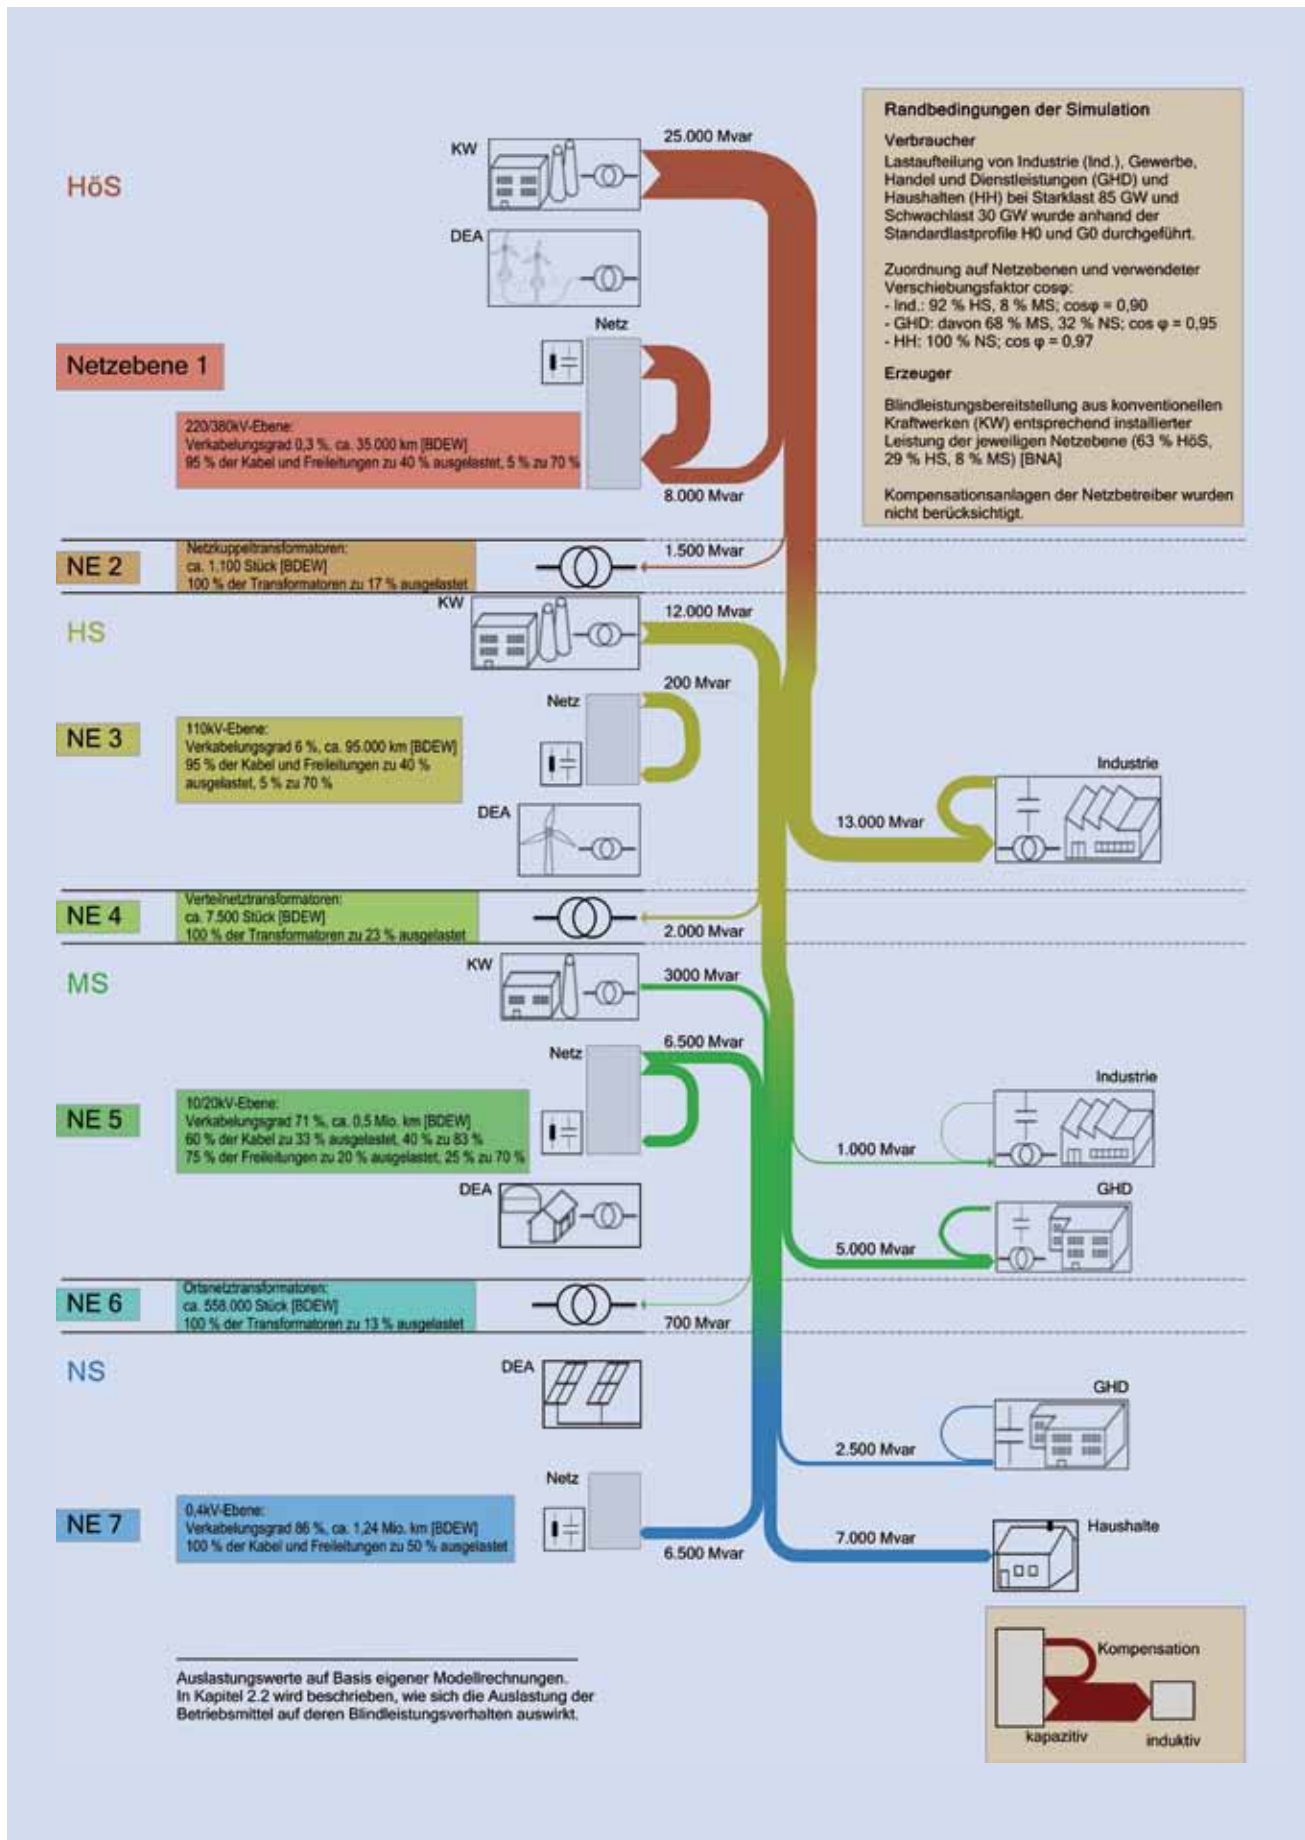 HöS
KW
25.000 Mvar
DEA
Netz
Netzebene 1
220/380kV-Ebene:
Verkabelungsgrad 0,3 %, ca. 35.000 km [BDEW]
95 % der Kabel und Freileitungen zu 40 % ausgelastet, 5 % zu 70 %
8.000 Mvar
Randbedingungen der Simulation
Verbraucher
Lastaufteilung von Industrie (Ind.), Gewerbe,
Handel und Dienstleistungen (GHD) und
Haushalten (HH) bei Starklast 85 GW und
Schwachlast 30 GW wurde anhand der
Standardlastprofile H0 und G0 durchgeführt.
Zuordnung auf Netzebenen und verwendeter
Verschiebungsfaktor cosφ:
- Ind.: 92 % HS, 8 % MS; cosφ = 0,90
- GHD: davon 68 % MS, 32 % NS; cos φ = 0,95
- HH: 100 % NS; cos φ = 0,97
Erzeuger
Blindleistungsbereitstellung aus konventionellen
Kraftwerken (KW) entsprechend installierter
Leistung der jeweiligen Netzebene (63 % HöS,
29 % HS, 8 % MS) [BNA]
Kompensationsanlagen der Netzbetreiber wurden
nicht berücksichtigt.
NE 2
Netzkuppeltransformatoren:
ca. 1.100 Stück [BDEW]
100 % der Transformatoren zu 17 % ausgelastet
1.500 Mvar
HS
KW
12.000 Mvar
200 Mvar
Netz
NE 3
110kV-Ebene:
Verkabelungsgrad 6 %, ca. 95.000 km [BDEW]
95 % der Kabel und Freileitungen zu 40 %
ausgelastet, 5 % zu 70 %
DEA
Industrie
13.000 Mvar
NE 4
Verteilnetztransformatoren:
ca. 7.500 Stück [BDEW]
100 % der Transformatoren zu 23 % ausgelastet
2.000 Mvar
MS
KW
3000 Mvar
6.500 Mvar
Netz
NE 5
10/20kV-Ebene:
Verkabelungsgrad 71 %, ca. 0,5 Mio. km [BDEW]
60 % der Kabel zu 33 % ausgelastet, 40 % zu 83 %
75 % der Freileitungen zu 20 % ausgelastet, 25 % zu 70 %
Industrie
1.000 Mvar
DEA
GHD
5.000 Mvar
NE 6
Ortsnetztransformatoren:
ca. 558.000 Stück [BDEW]
100 % der Transformatoren zu 13 % ausgelastet
700 Mvar
NS
DEA
GHD
2.500 Mvar
Netz
NE 7
0,4kV-Ebene:
Verkabelungsgrad 86 %, ca. 1,24 Mio. km [BDEW]
100 % der Kabel und Freileitungen zu 50 % ausgelastet
6.500 Mvar
7.000 Mvar
Haushalte
Auslastungswerte auf Basis eigener Modellrechnungen.
In Kapitel 2.2 wird beschrieben, wie sich die Auslastung der
Betriebsmittel auf deren Blindleistungsverhalten auswirkt.
Kompensation
kapazitiv
induktiv